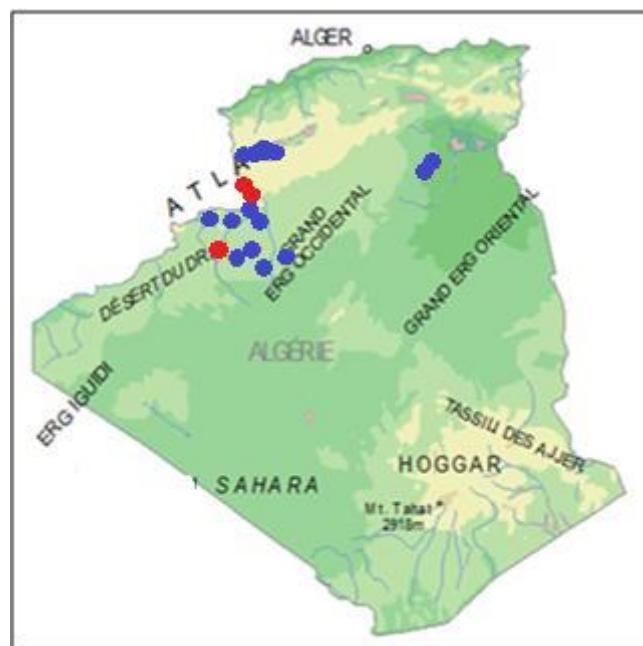 ALGER
ATLA
DÉSERT DU DR
GRAND
ERG OCCIDENTAL
GRAND ERG ORIENTAL
ALGÉRIE
ERG IGUIDI
TASSILI DES AJJER
HOGGAR
SAHARA
Mt. Tahat
2918m